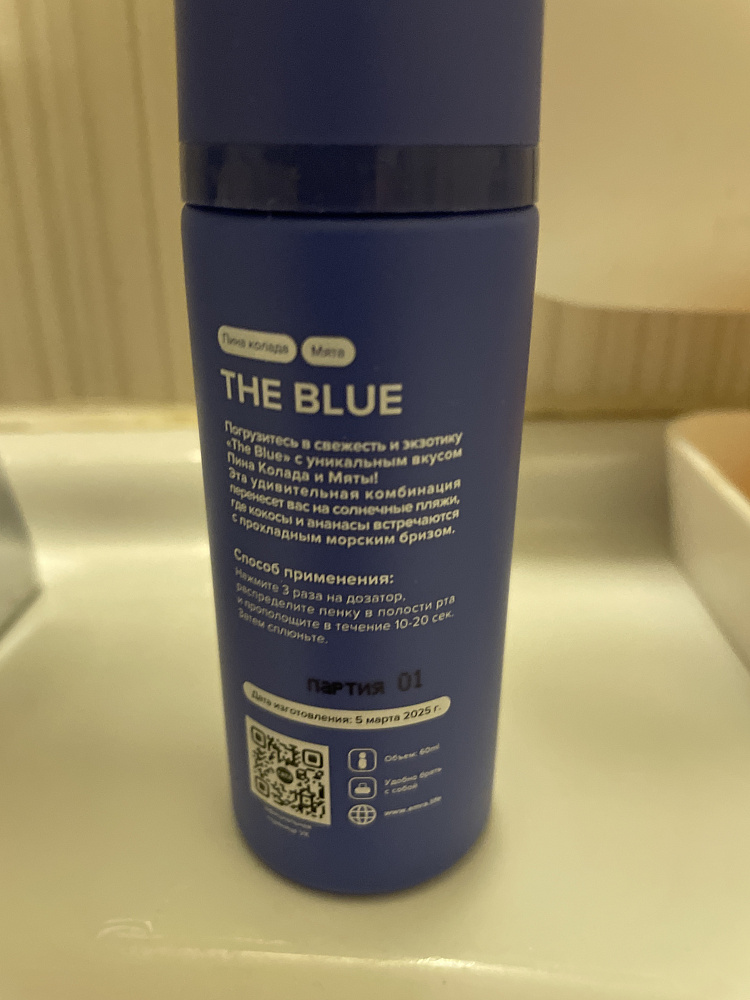 Пина колада Мята
THE BLUE
Погрузитесь в свежесть и экзотику
«The Blue» с уникальным вкусом
Пина Колада и Мяты!
Эта удивительная комбинация
перенесет вас на солнечные пляжи,
где кокосы и ананасы встречаются
с прохладным морским бризом.
Способ применения:
Нажмите 3 раза на дозатор,
распределите пенку в полости рта
и прополощите в течение 10-20 сек.
Затем сплюньте.
партия 01
Дата изготовления: 5 марта 2025 г.
Объем: 60ml
Удобно брать
с собой